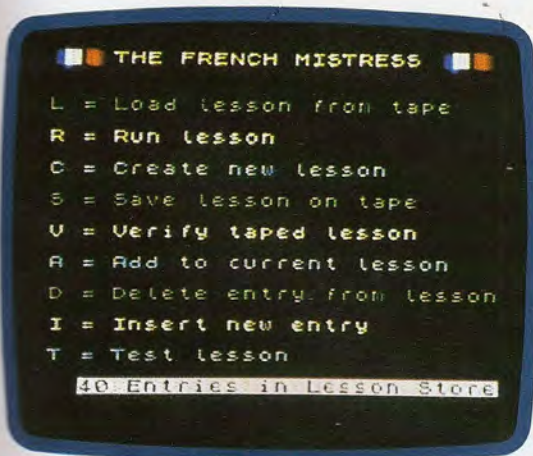 THE FRENCH MISTRESS
L = Load lesson from tape
R = Run lesson
C = Create new lesson
S = Save lesson on tape
V = Verify taped lesson
A = Add to current lesson
D = Delete entry from lesson
I = Insert new entry
T = Test lesson
40 Entries in Lesson Store